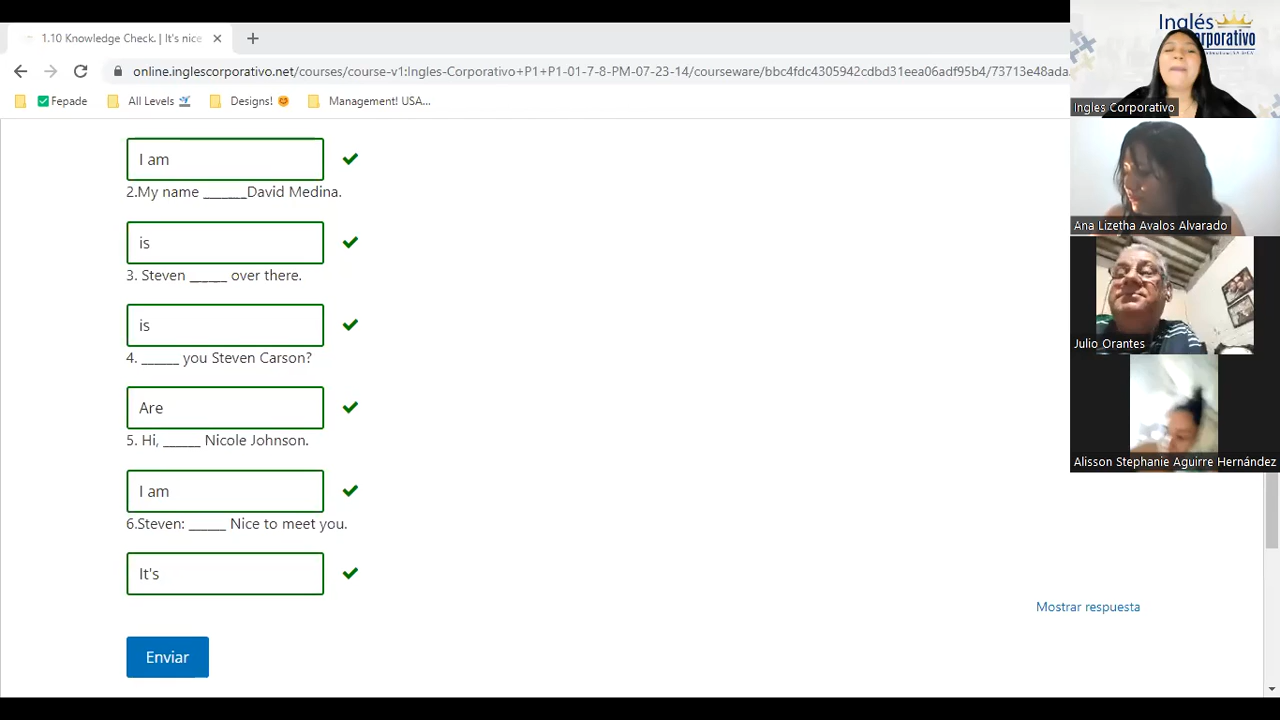 1.10 Knowledge Check. | It's nice
online.inglescorporativo.net/courses/course-v1:Ingles-Corporativo+P1+P1-01-7-8-PM-07-23-14/courseware/bbc4fdc4305942cdbd31eea06adf95b4/73713e48ada
Fepade
All Levels
Designs!
Management! USA...
I am
2.My name ______David Medina.
is
3. Steven _____ over there.
is
4. _____ you Steven Carson?
Are
5. Hi, _____ Nicole Johnson.
I am
6.Steven: _____ Nice to meet you.
It's
Mostrar respuesta
Enviar
Inglés
Corporativo
Ingles Corporativo
Ana Lizetha Avalos Alvarado
Julio Orantes
Alisson Stephanie Aguirre Hernández